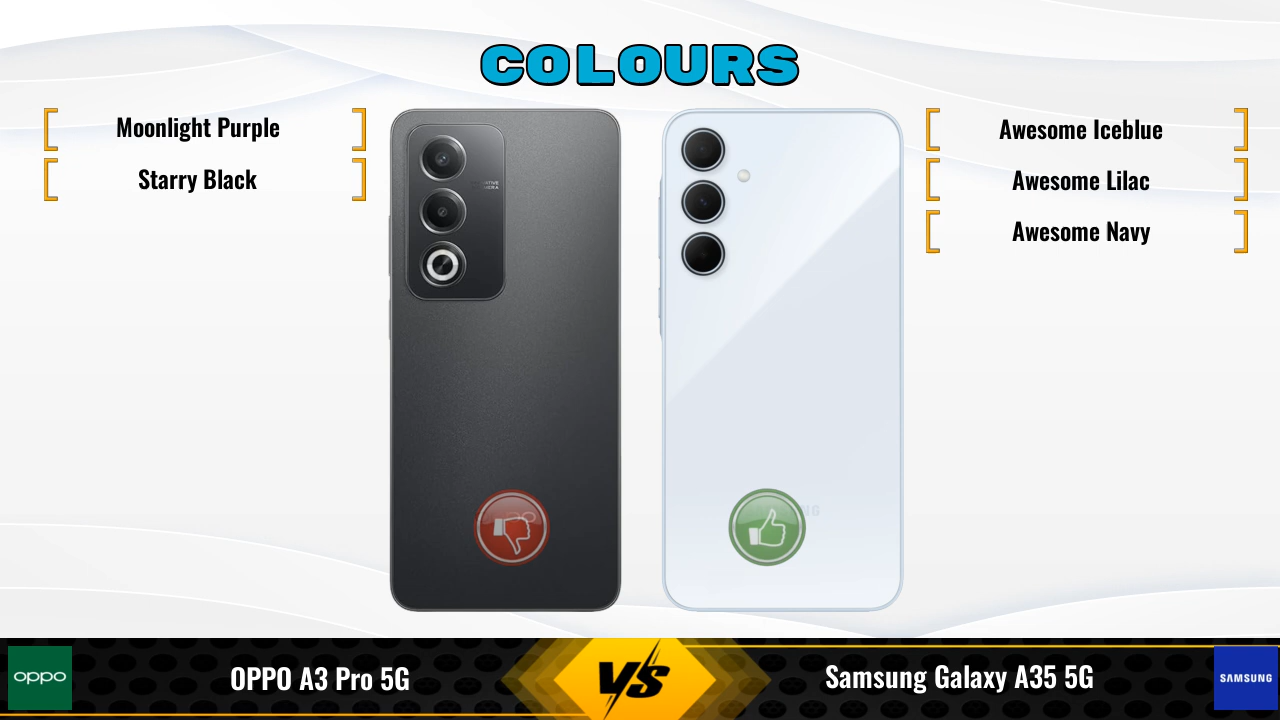 COLOURS
Moonlight Purple
Starry Black
Awesome Iceblue
Awesome Lilac
Awesome Navy
oppo
OPPO A3 Pro 5G
VS
Samsung Galaxy A35 5G
SAMSUNG